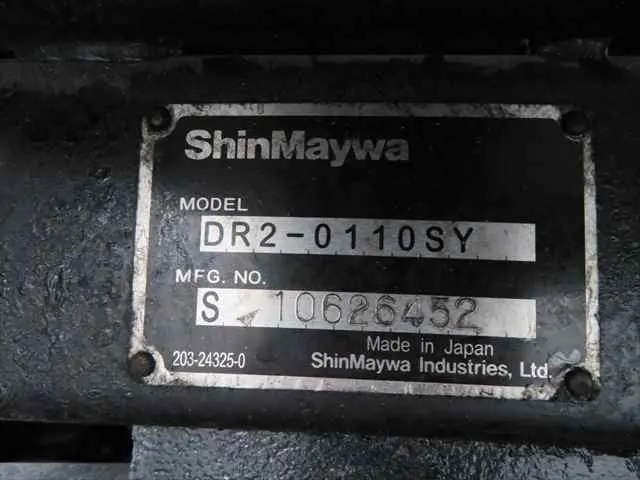 ShinMaywa
MODEL
DR2-0110SY
MFG. NO.
S 10626452
Made in Japan
203-24325-0 ShinMaywa Industries, Ltd.